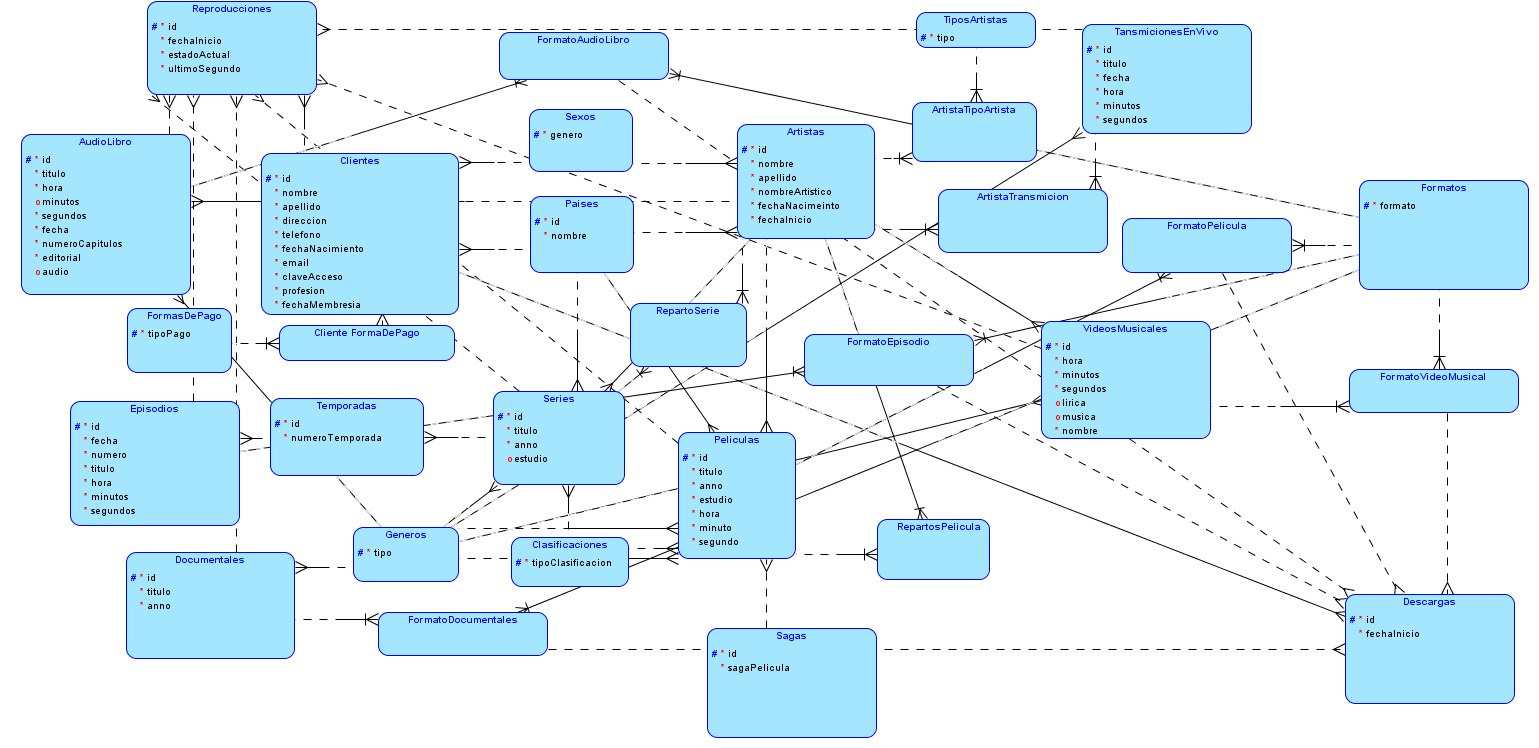 Reproducciones
# * id
* fechaInicio
* estadoActual
* ultimoSegundo
FormatoAudioLibro
TiposArtistas
# * tipo
TansmicionesEnVivo
# * id
* titulo
* fecha
* hora
* minutos
* segundos
Sexos
# * genero
Artistas
# * id
* nombre
* apellido
* nombreArtistico
* fechaNacimeinto
* fechaInicio
ArtistaTipoArtista
AudioLibro
# * id
* titulo
* hora
o minutos
* segundos
* fecha
* numeroCapitulos
* editorial
o audio
Clientes
# * id
* nombre
* apellido
* direccion
* telefono
* fechaNacimiento
* email
* claveAcceso
* profesion
* fechaMembresia
Paises
# * id
* nombre
ArtistaTransmicion
Formatos
# * formato
FormatoPelicula
FormasDePago
# * tipoPago
Cliente FormaDePago
RepartoSerie
FormatoEpisodio
VideosMusicales
# * id
* hora
* minutos
* segundos
o lirica
o musica
* nombre
FormatoVideoMusical
Episodios
# * id
* fecha
* numero
* titulo
* hora
* minutos
* segundos
Temporadas
# * id
* numeroTemporada
Series
# * id
* titulo
* anno
o estudio
Peliculas
# * id
* titulo
* anno
* estudio
* hora
* minuto
* segundo
RepartosPelicula
Generos
# * tipo
Clasificaciones
# * tipoClasificacion
Documentales
# * id
* titulo
* anno
FormatoDocumentales
Sagas
# * id
* sagaPelicula
Descargas
# * id
* fechaInicio